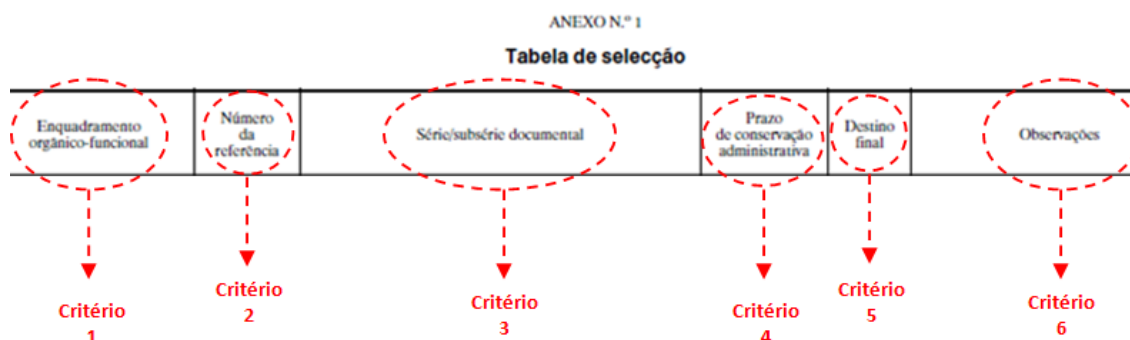 ANEXO N.º 1
Tabela de selecção
Enquadramento
orgânico-funcional
Número
da
referência
Série/subsérie documental
Prazo
de conservação
administrativa
Destino
final
Observações
Critério
1
Critério
2
Critério
3
Critério
4
Critério
5
Critério
6